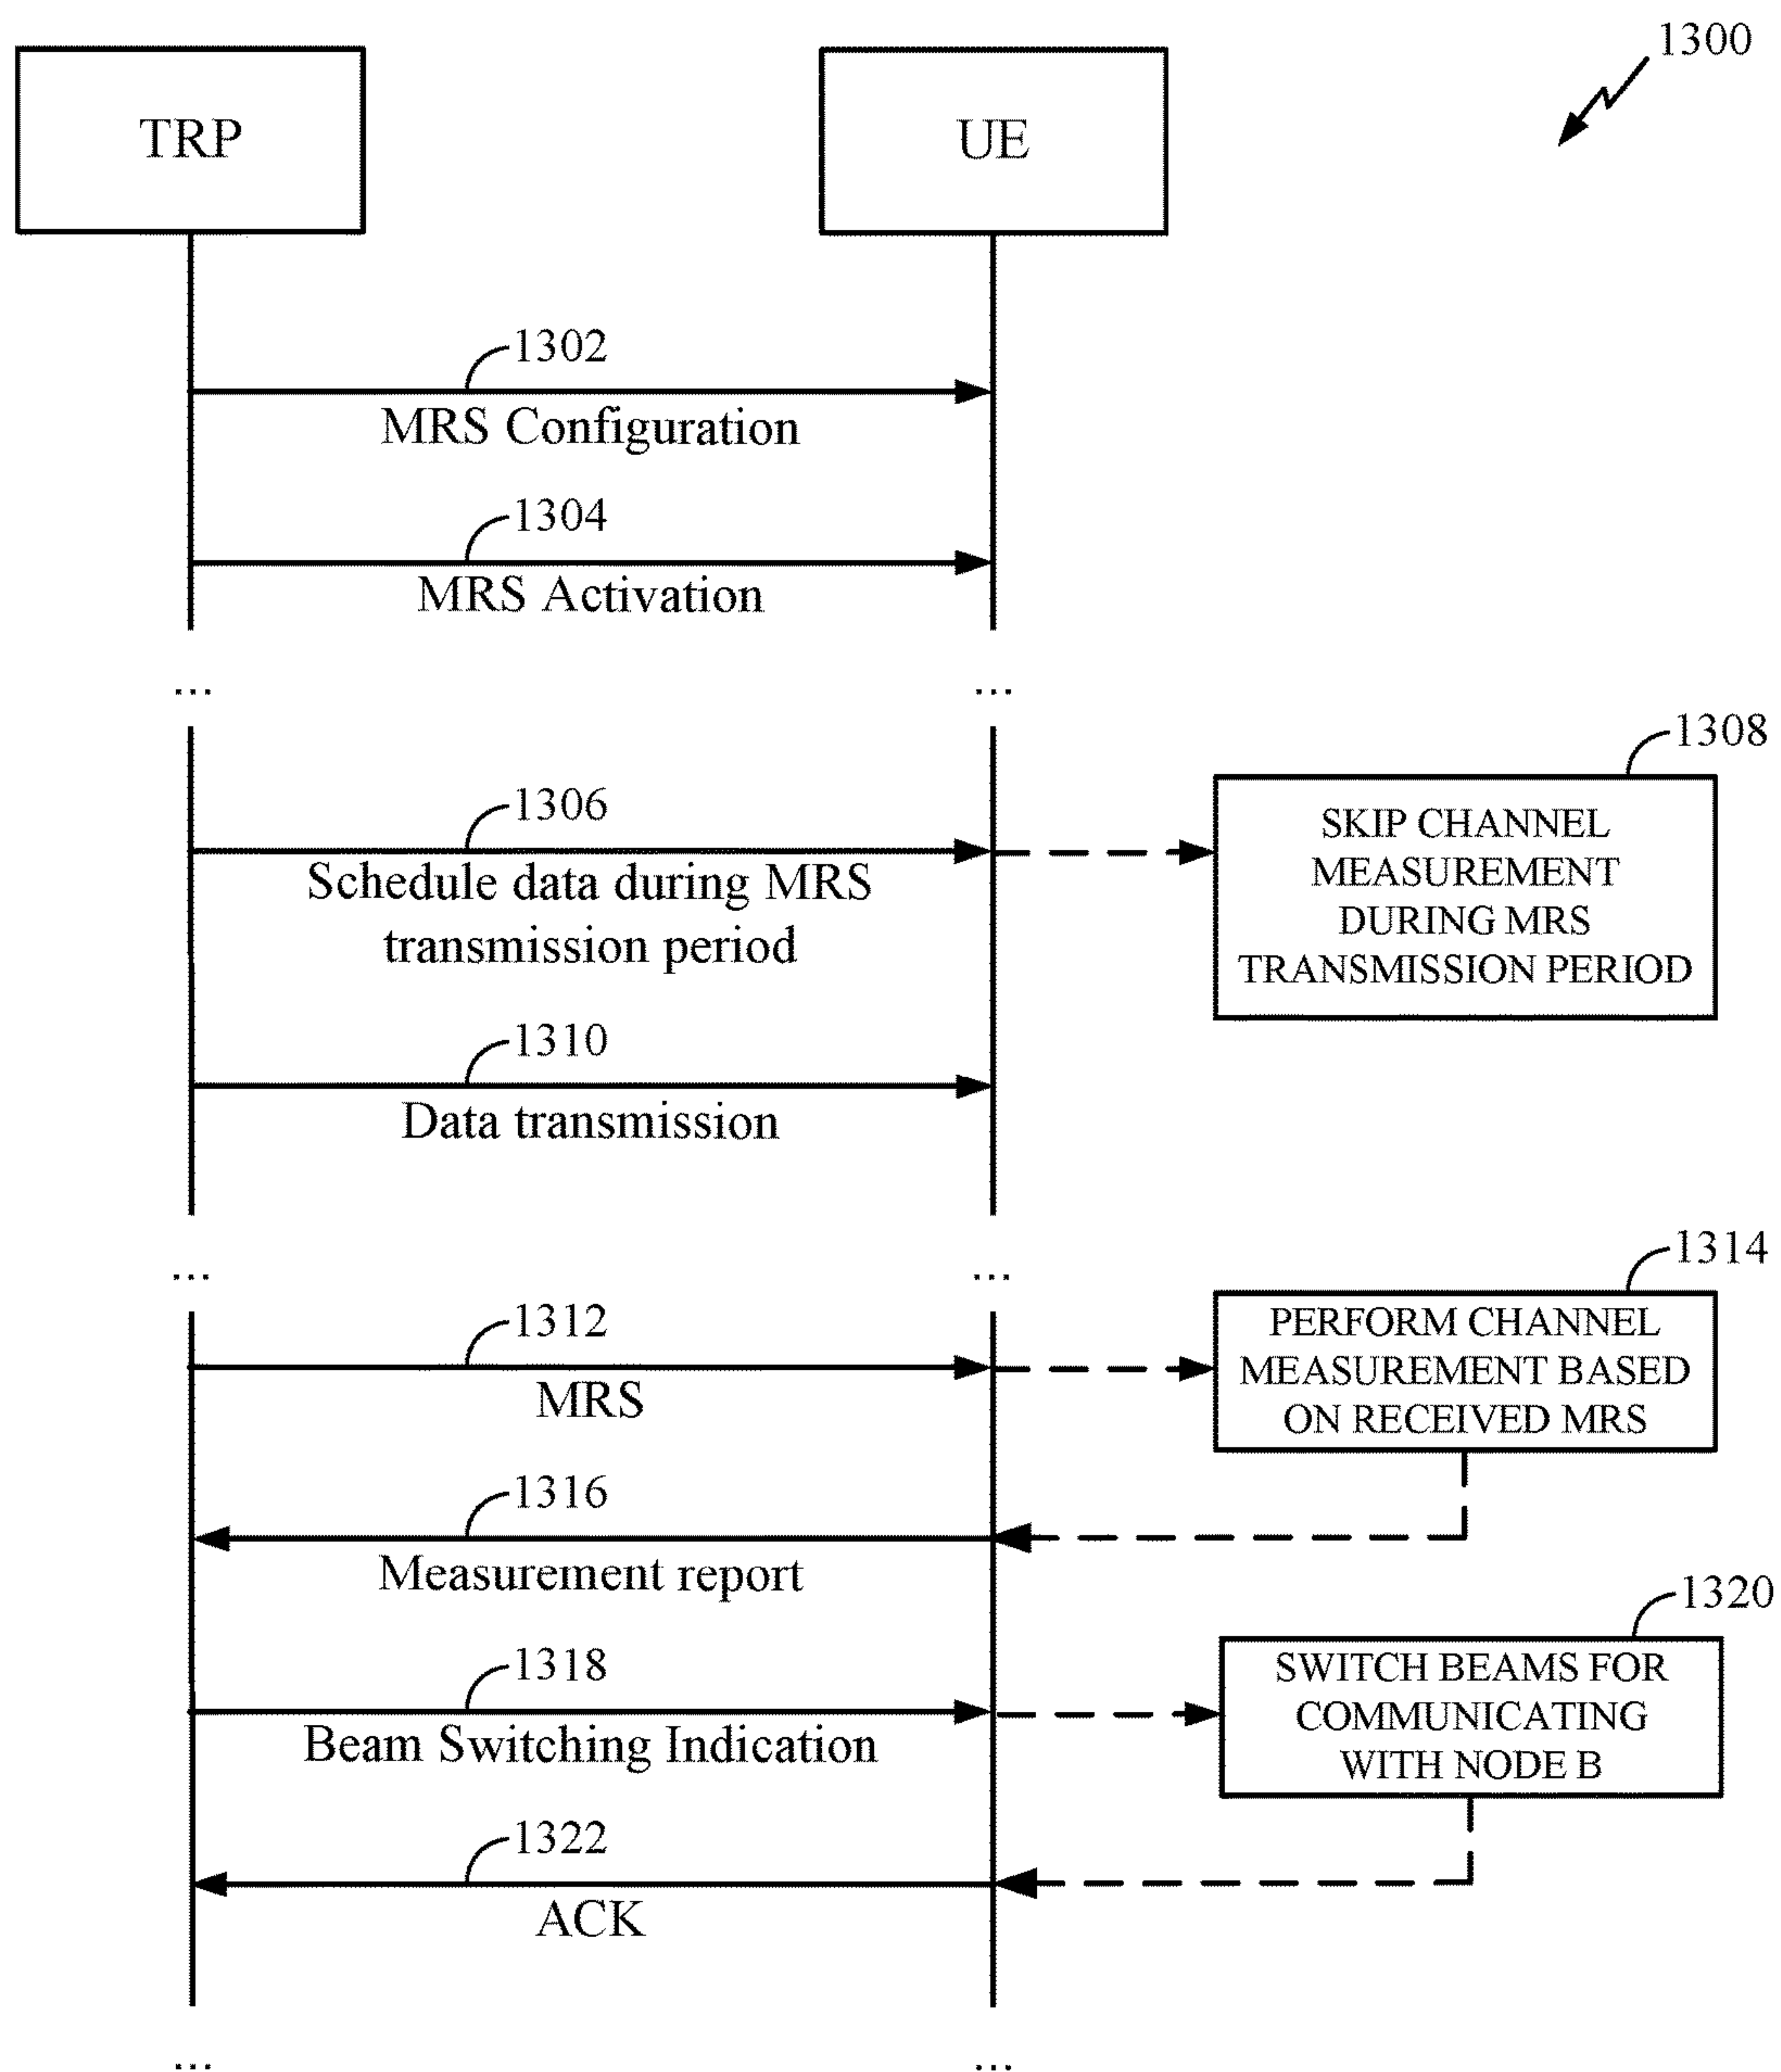 1300
TRP
UE
1302
MRS Configuration
1304
MRS Activation
...
...
1306
Schedule data during MRS
transmission period
1308
SKIP CHANNEL
MEASUREMENT
DURING MRS
TRANSMISSION PERIOD
1310
Data transmission
...
...
1312
MRS
1314
PERFORM CHANNEL
MEASUREMENT BASED
ON RECEIVED MRS
1316
Measurement report
1318
Beam Switching Indication
1320
SWITCH BEAMS FOR
COMMUNICATING
WITH NODE B
1322
ACK
...
...